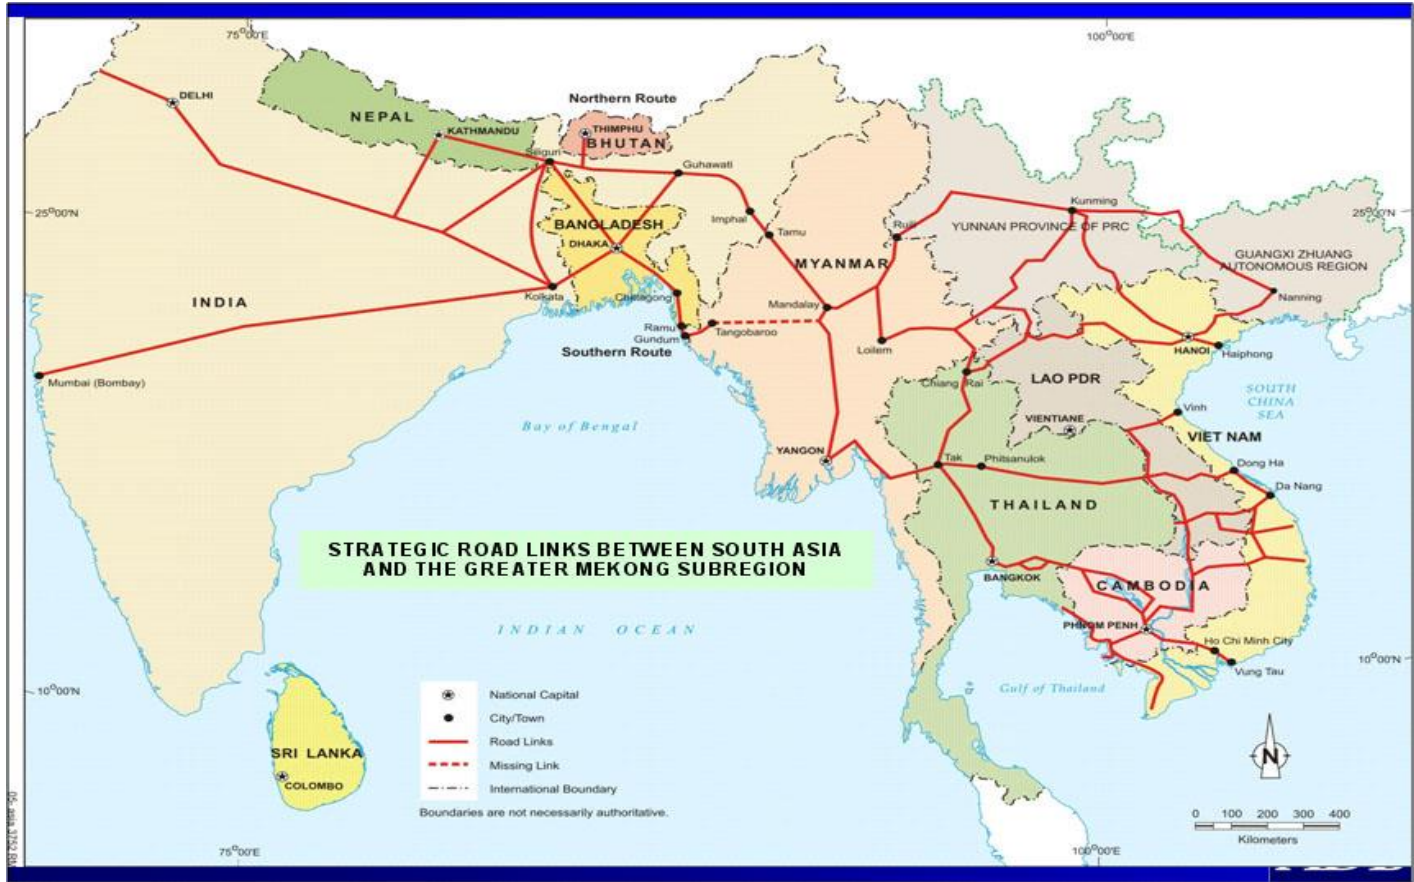 75°00'E
100°00'E
DELHI
NEPAL
KATHMANDU
Northern Route
THIMPHU
BHUTAN
Siliguri
Guhawati
25°00'N
25°00'N
Imphal
Tamu
Ruili
Kunming
YUNNAN PROVINCE OF PRC
BANGLADESH
DHAKA
GUANGXI ZHUANG
AUTONOMOUS REGION
MYANMAR
INDIA
Kolkata
Chittagong
Mandalay
Nanning
Ramu
Gundum
Tangobaroo
Southern Route
Loilem
HANOI
Haiphong
Mumbai (Bombay)
Chiang Rai
LAO PDR
SOUTH
CHINA
SEA
VIENTIANE
Vinh
Bay of Bengal
VIET NAM
YANGON
Tak
Phitsanulok
Dong Ha
Da Nang
THAILAND
STRATEGIC ROAD LINKS BETWEEN SOUTH ASIA
AND THE GREATER MEKONG SUBREGION
BANGKOK
CAMBODIA
INDIAN OCEAN
PHNOM PENH
Ho Chi Minh City
Vung Tau
10°00'N
10°00'N
Gulf of Thailand
National Capital
City/Town
Road Links
Missing Link
International Boundary
Boundaries are not necessarily authoritative.
SRI LANKA
COLOMBO
N
0 100 200 300 400
Kilometers
75°00'E
100°00'E